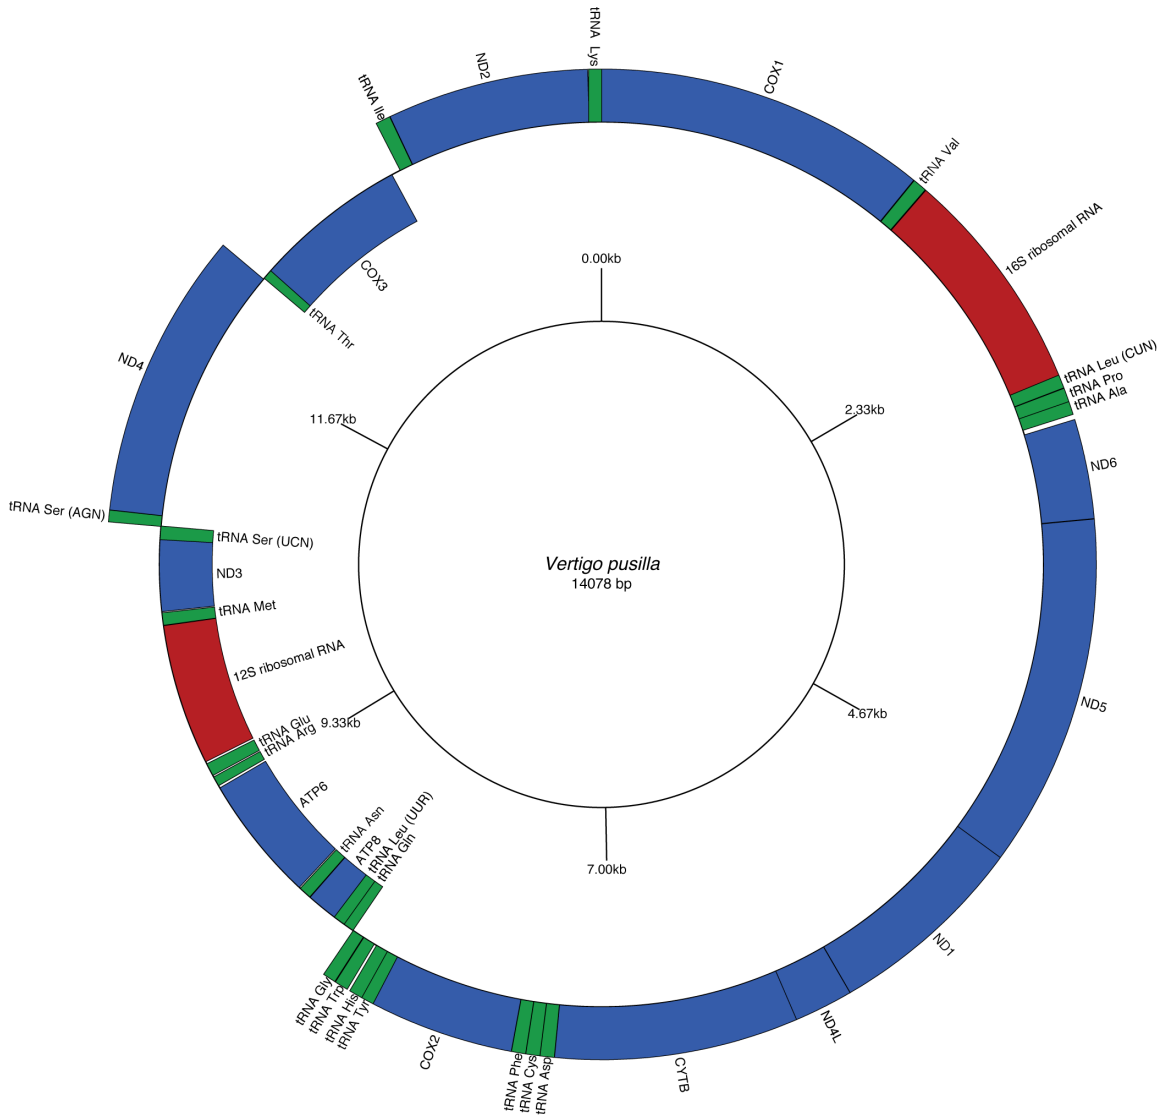 tRNA Lys
COX1
tRNA Val
16S ribosomal RNA
tRNA Leu (CUN)
tRNA Pro
tRNA Ala
ND6
ND5
ND1
ND4L
CYTB
tRNA Asp
tRNA Cys
tRNA Phe
COX2
tRNA Tyr
tRNA His
tRNA Trp
tRNA Gly
tRNA Gln
tRNA Leu (UUR)
ATP8
tRNA Asn
ATP6
tRNA Arg
tRNA Glu
12S ribosomal RNA
tRNA Met
ND3
tRNA Ser (UCN)
tRNA Ser (AGN)
ND4
tRNA Thr
COX3
tRNA Ile
ND2
0.00kb
2.33kb
4.67kb
7.00kb
9.33kb
11.67kb
Vertigo pusilla
14078 bp